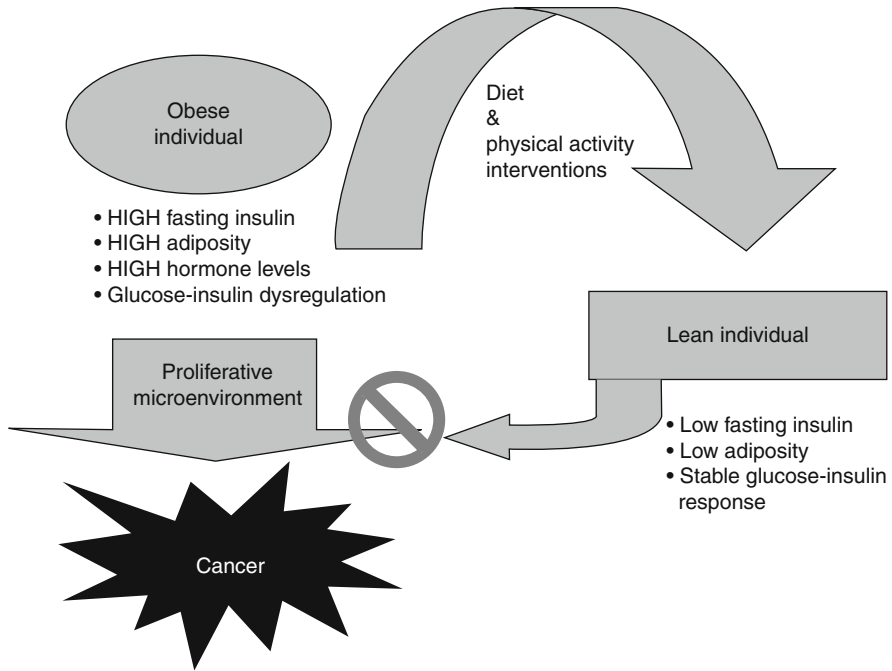 Obese
individual
• HIGH fasting insulin
• HIGH adiposity
• HIGH hormone levels
• Glucose-insulin dysregulation
Diet
&
physical activity
interventions
Lean individual
• Low fasting insulin
• Low adiposity
• Stable glucose-insulin
response
Proliferative
microenvironment
Cancer